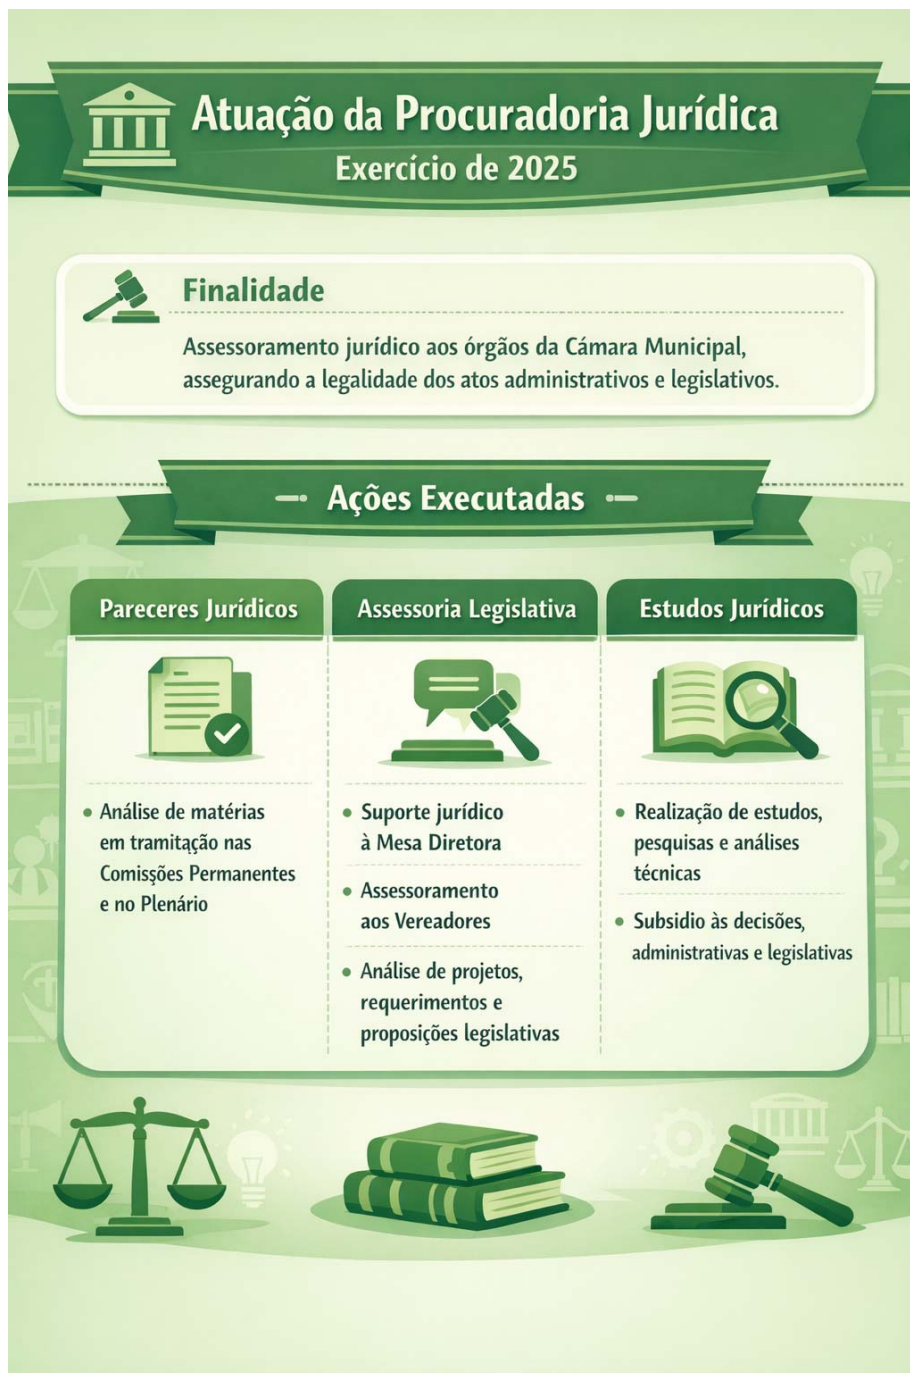 Atuação da Procuradoria Jurídica
Exercício de 2025
Finalidade
Assessoramento jurídico aos órgãos da Cámara Municipal,
assegurando a legalidade dos atos administrativos e legislativos.
Ações Executadas
Pareceres Jurídicos
• Análise de matérias
em tramitação nas
Comissões Permanentes
e no Plenário
Assessoria Legislativa
• Suporte jurídico
à Mesa Diretora
• Assessoramento
aos Vereadores
• Análise de projetos,
requerimentos e
proposições legislativas
Estudos Jurídicos
• Realização de estudos,
pesquisas e análises
técnicas
• Subsidio às decisões,
administrativas e legislativas